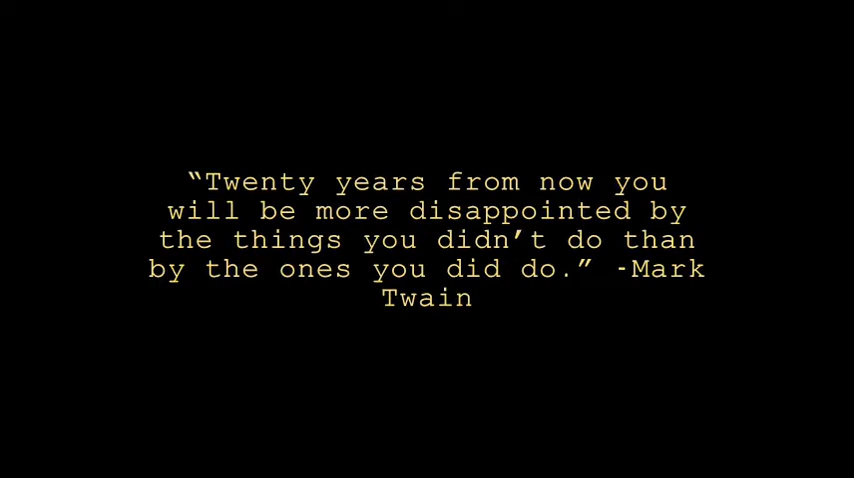 “Twenty years from now you
will be more disappointed by
the things you didn’t do than
by the ones you did do.” -Mark
Twain